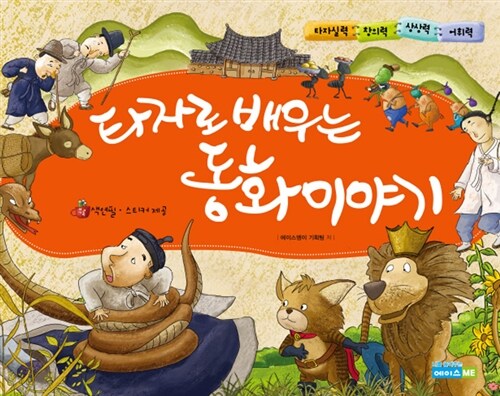 타자실력 창의력 상상력 어휘력
타자로 배우는
동화 이야기
색연필 · 스티커 제공
| 에이스엠이 기획팀 저 |
에이스ME